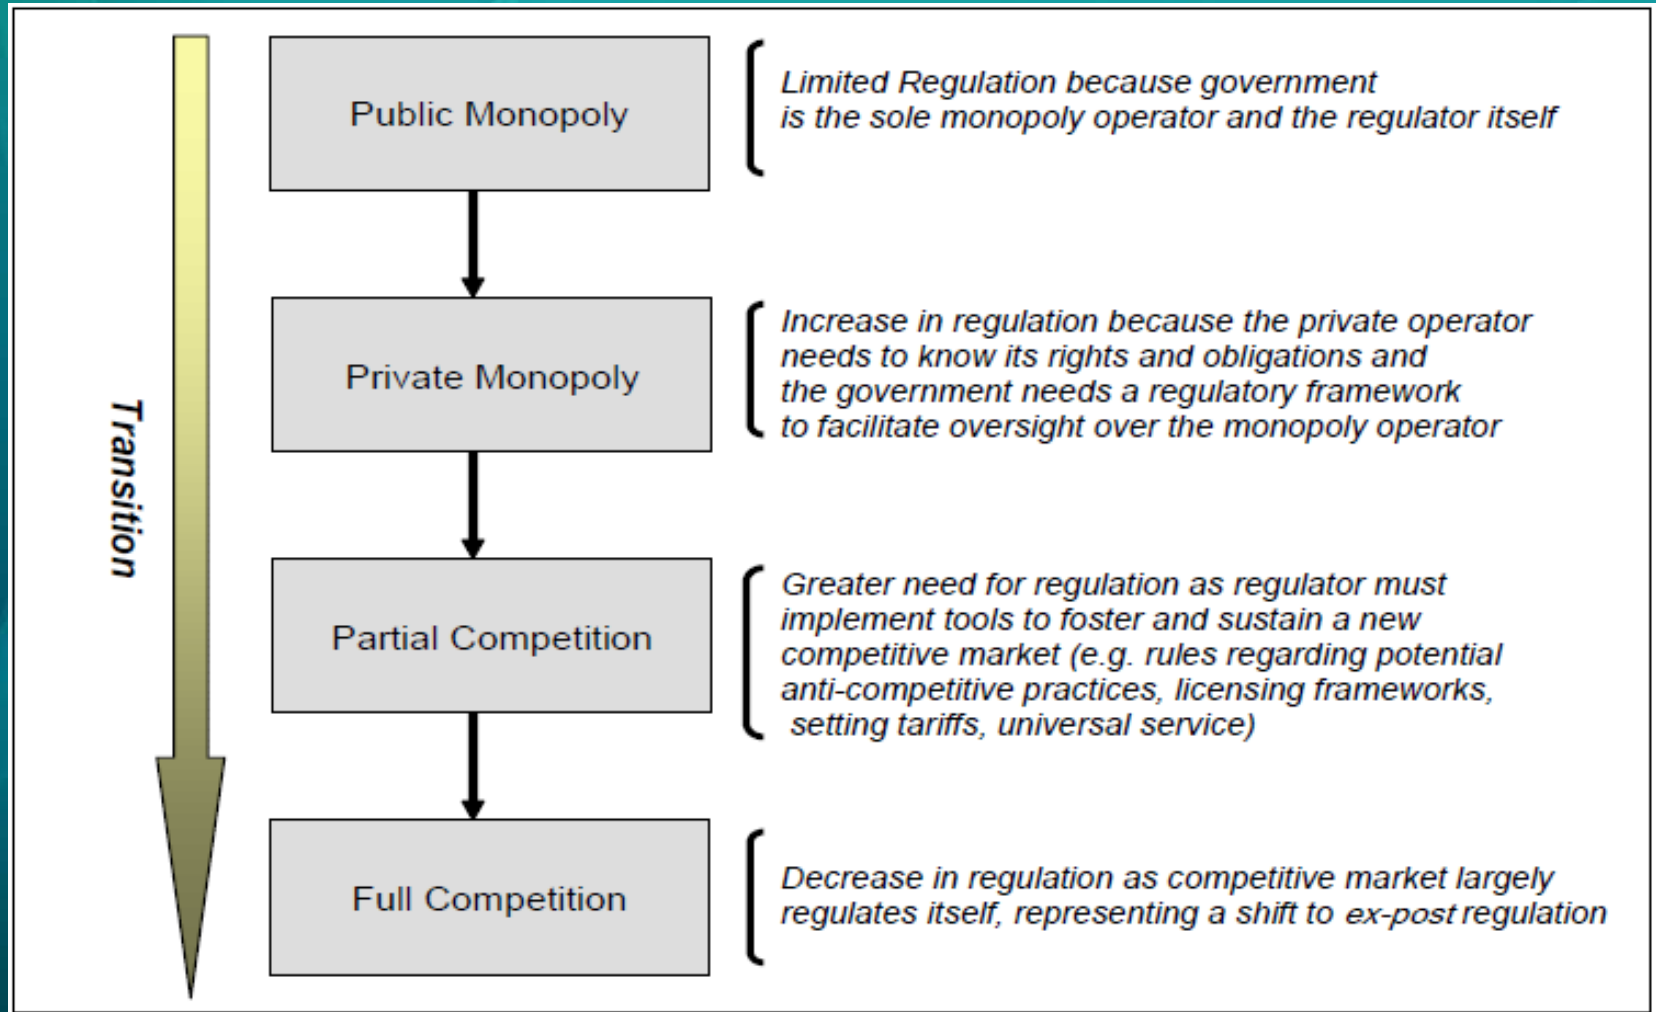 Transition
Public Monopoly
Limited Regulation because government
is the sole monopoly operator and the regulator itself
Private Monopoly
Increase in regulation because the private operator
needs to know its rights and obligations and
the government needs a regulatory framework
to facilitate oversight over the monopoly operator
Partial Competition
Greater need for regulation as regulator must
implement tools to foster and sustain a new
competitive market (e.g. rules regarding potential
anti-competitive practices, licensing frameworks,
setting tariffs, universal service)
Full Competition
Decrease in regulation as competitive market largely
regulates itself, representing a shift to ex-post regulation